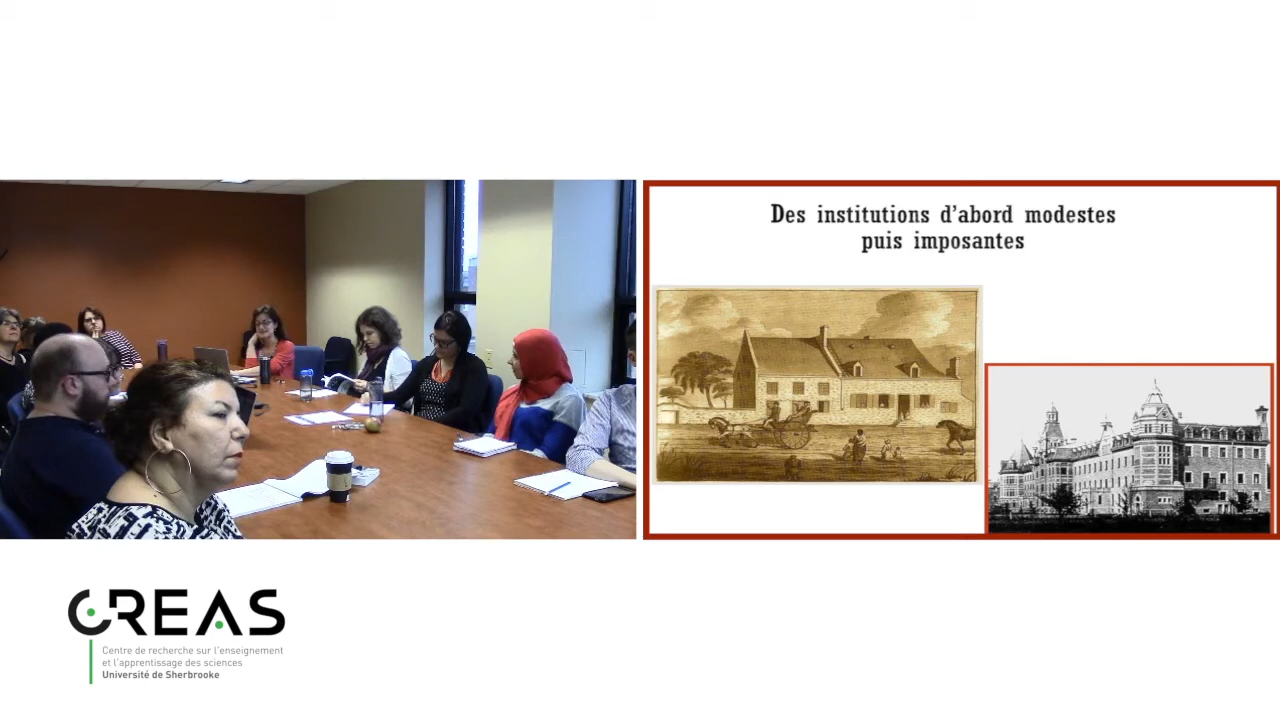 Des institutions d'abord modestes
puis imposantes
CREAS
Centre de recherche sur l'enseignement
et l'apprentissage des sciences
Université de Sherbrooke